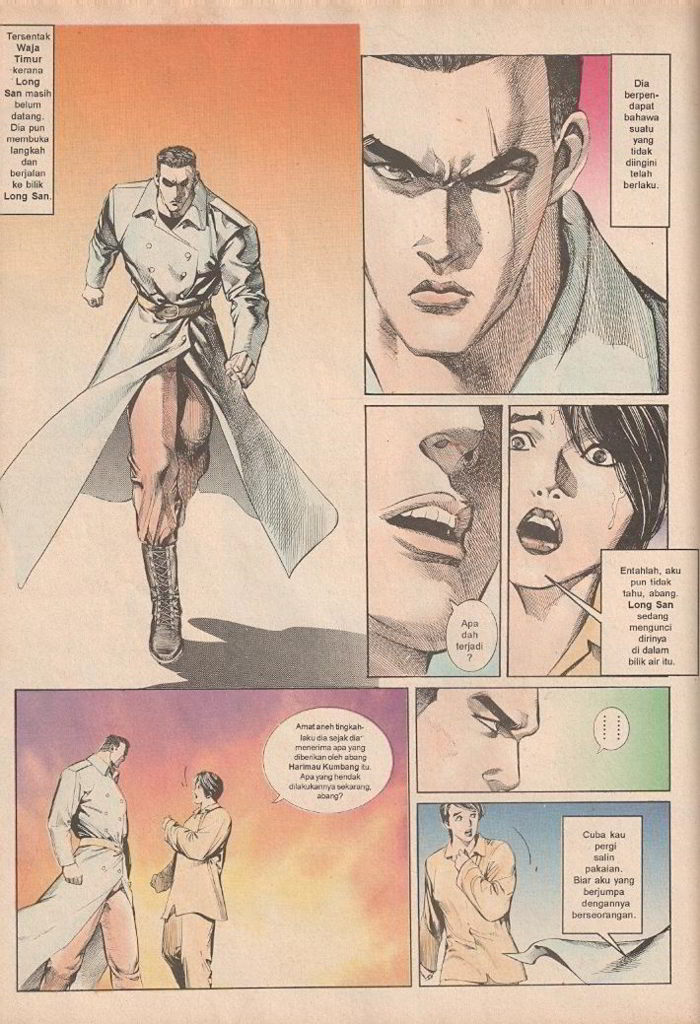 Tersentak
Waja
Timur
kerana
Long
San masih
belum
datang.
Dia pun
membuka
langkah
dan
berjalan
ke bilik
Long San.
Dia
berpen-
dapat
bahawa
suatu
yang
tidak
diingini
telah
berlaku.
Apa
dah
terjadi
?
Entahlah, aku
pun tidak
tahu, abang.
Long San
sedang
mengunci
dirinya
di dalam
bilik air itu.
Amat aneh tingkah-
laku dia sejak dia
menerima apa yang
diberikan oleh abang
Harimau Kumbang itu.
Apa yang hendak
dilakukannya sekarang,
abang?
Cuba kau
pergi
salin
pakaian.
Biar aku yang
berjumpa
dengannya
berseorangan.